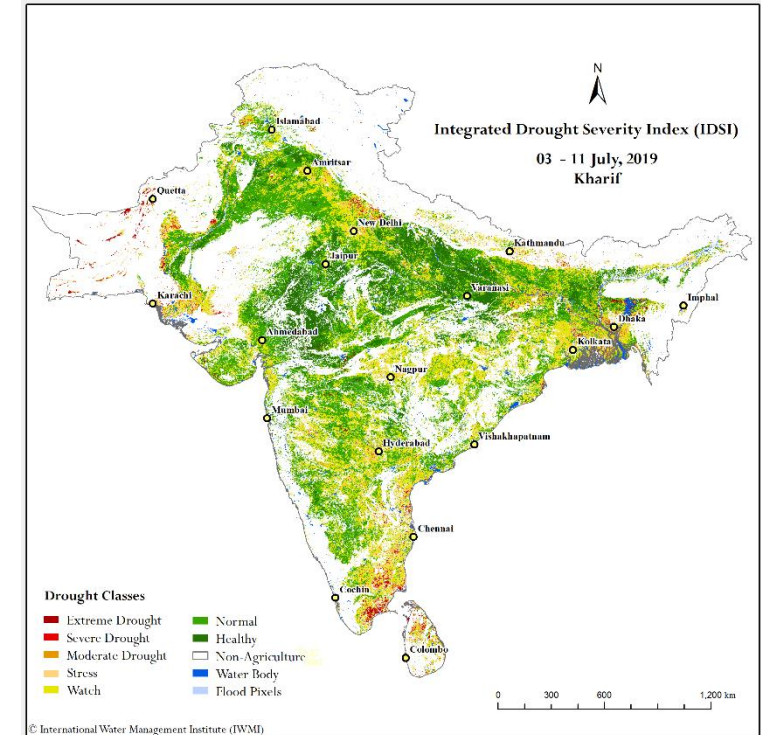 N
Integrated Drought Severity Index (IDSI)
03 - 11 July, 2019
Kharif
Islamabad
Amritsar
Quetta
New Delhi
Kathmandu
Jaipur
Varanasi
Karachi
Imphal
Dhaka
Ahmedabad
Kolkata
Nagpur
Mumbai
Hyderabad
Vishakhapatnam
Chennai
Cochin
Colombo
Drought Classes
Extreme Drought
Severe Drought
Moderate Drought
Stress
Watch
Normal
Healthy
Non-Agriculture
Water Body
Flood Pixels
0 300 600 1,200 km
© International Water Management Institute (IWMI)